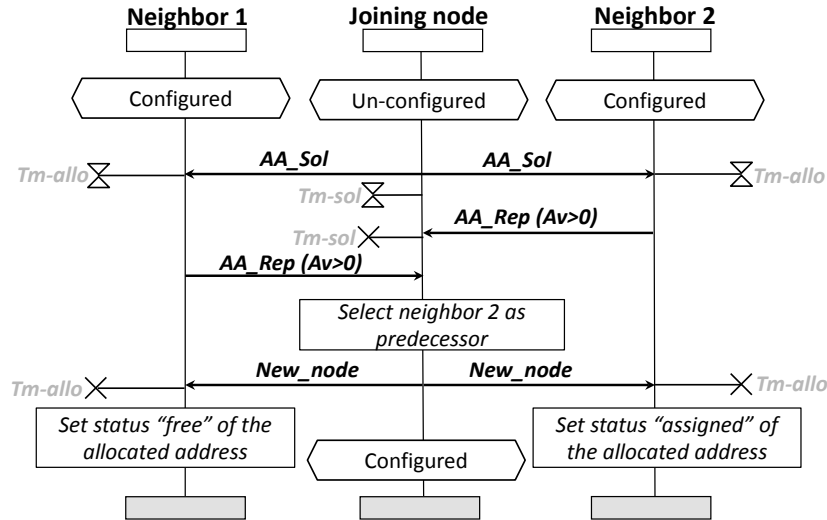 Neighbor 1 Joining node Neighbor 2
Configured Un-configured Configured
AA_Sol AA_Sol
Tm-allo Tm-allo
Tm-sol
AA_Rep (Av>0)
Tm-sol
AA_Rep (Av>0)
Select neighbor 2 as
predecessor
New_node New_node
Tm-allo Tm-allo
Set status “free” of the
allocated address
Set status “assigned” of
the allocated address
Configured